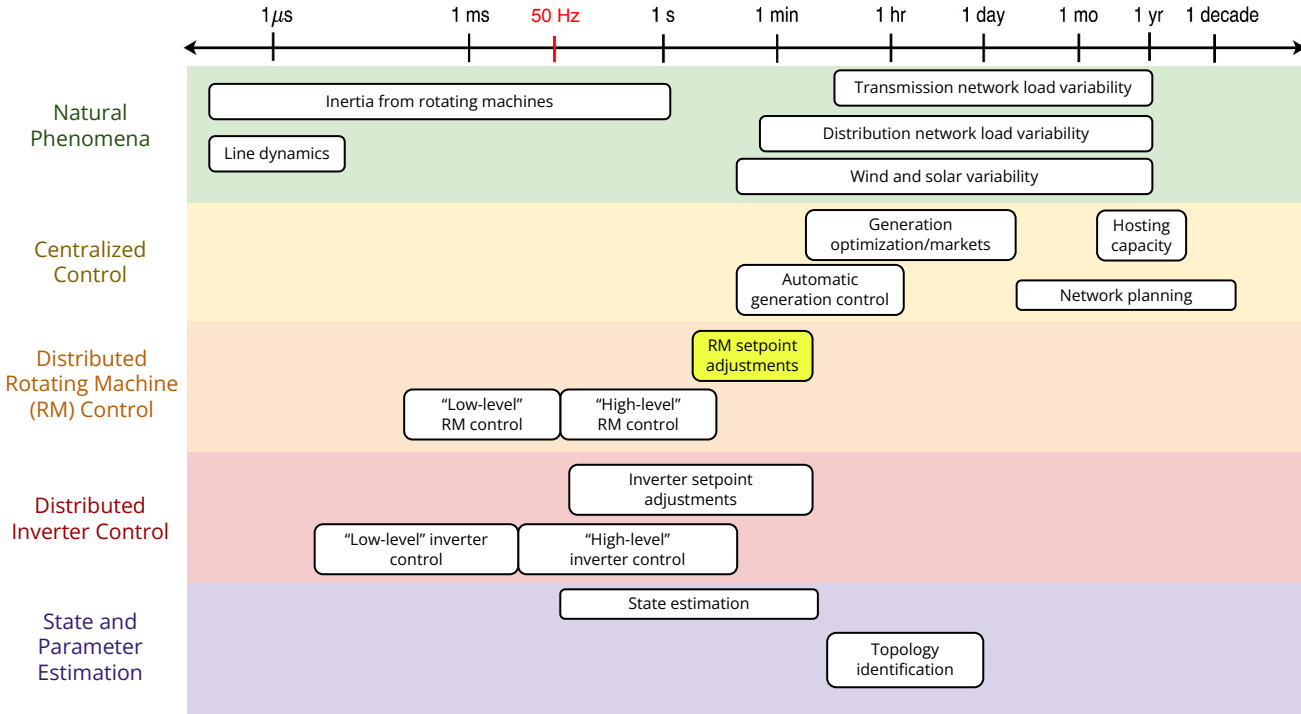 1 μs
1 ms
50 Hz
1 s
1 min
1 hr
1 day
1 mo
1 yr
1 decade
Natural
Phenomena
Inertia from rotating machines
Line dynamics
Transmission network load variability
Distribution network load variability
Wind and solar variability
Centralized
Control
Generation
optimization/markets
Hosting
capacity
Automatic
generation control
Network planning
Distributed
Rotating Machine
(RM) Control
RM setpoint
adjustments
“Low-level”
RM control
“High-level”
RM control
Distributed
Inverter Control
Inverter setpoint
adjustments
“Low-level” inverter
control
“High-level”
inverter control
State and
Parameter
Estimation
State estimation
Topology
identification